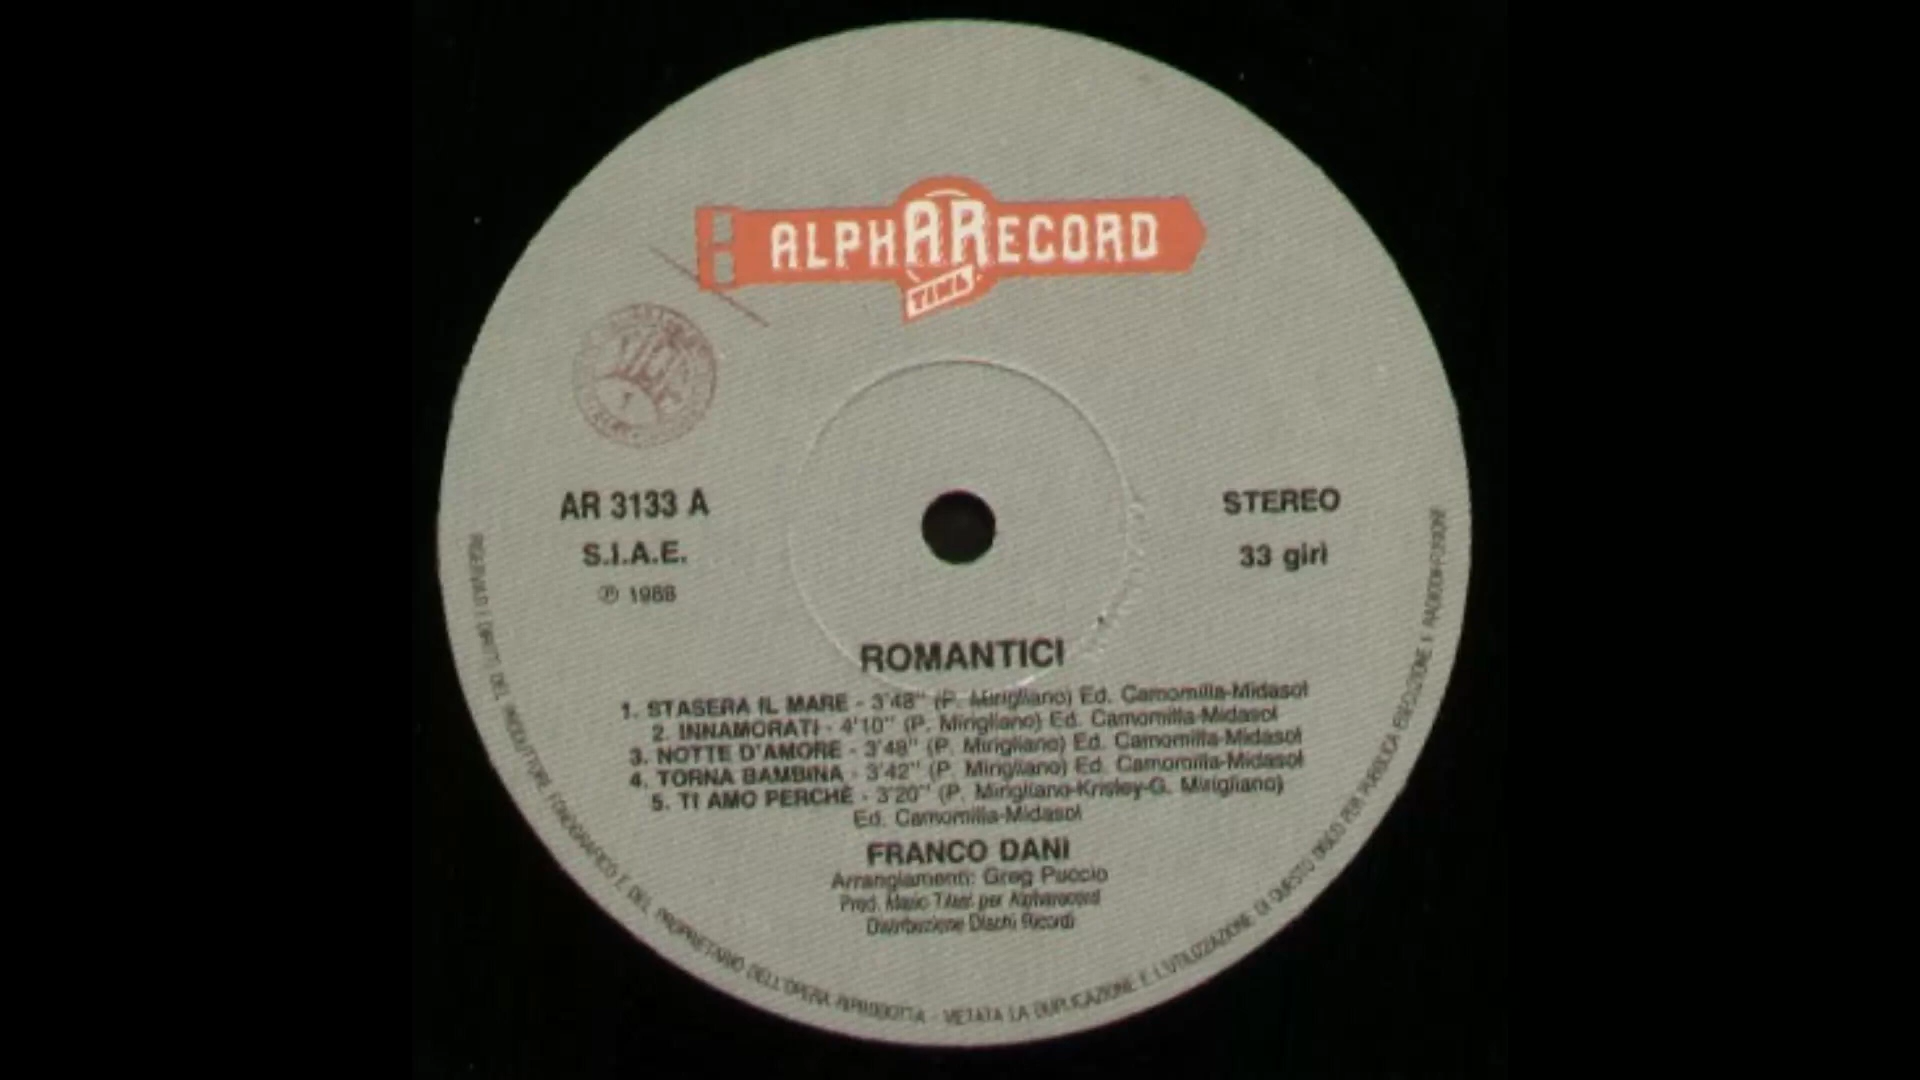 ALPHARECORD
AR 3133 A
S.I.A.E.
℗ 1988
STEREO
33 giri
ROMANTICI
1. STASERA IL MARE - 3'48" (P. Mirigliano) Ed. Camomilla-Midasol
2. INNAMORATI - 4'10" (P. Mirigliano) Ed. Camomilla-Midasol
3. NOTTE D'AMORE - 3'48" (P. Mirigliano) Ed. Camomilla-Midasol
4. TORNA BAMBINA - 3'42" (P. Mirigliano) Ed. Camomilla-Midasol
5. TI AMO PERCHÈ - 3'20" (P. Mirigliano-Krisley-G. Mirigliano)
Ed. Camomilla-Midasol
FRANCO DANI
Arrangiamenti: Greg Puccio
Prod. Mario per Alpharecord
Distribuzione Dischi Ricordi
RISERVATI I DIRITTI DEL PRODUTTORE FONOGRAFICO E DEL PROPRIETARIO DELL'OPERA RIPRODOTTA - VIETATA LA DUPLICAZIONE E L'UTILIZZAZIONE DI QUESTO DISCO PER PUBBLICA ESECUZIONE E RADIODIFFUSIONE